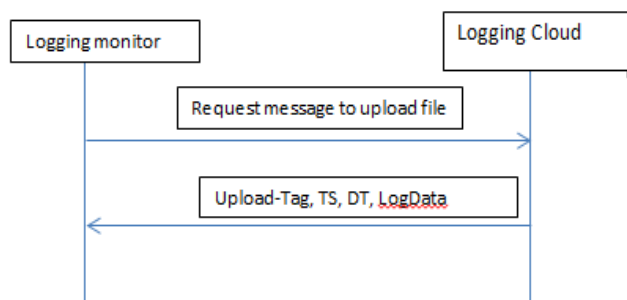 Logging monitor
Logging Cloud
Request message to upload file
Upload-Tag, TS, DT, LogData